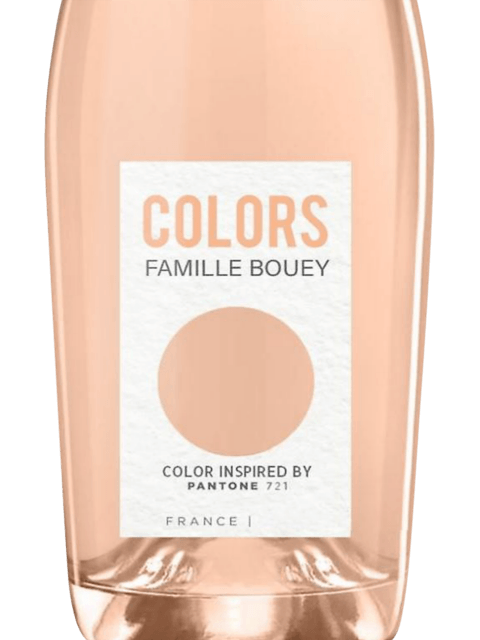 COLORS
FAMILLE BOUEY
COLOR INSPIRED BY
PANTONE 721
FRANCE |